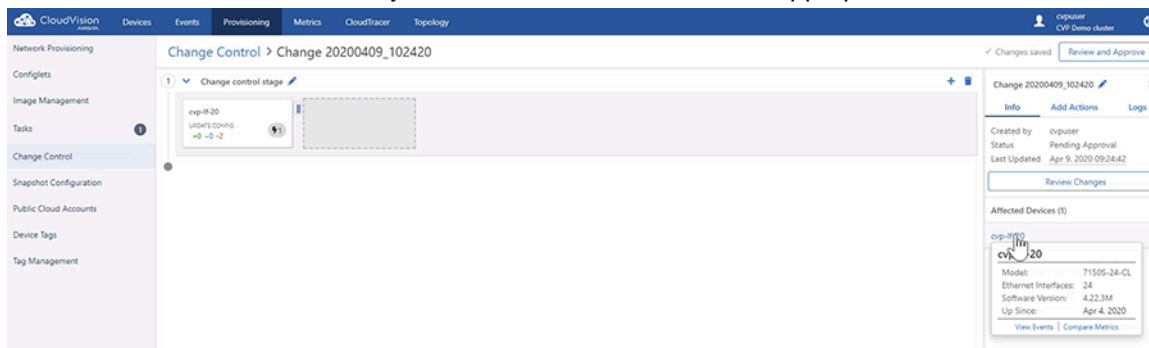 CloudVision
ARISTA
Devices
Events
Provisioning
Metrics
CloudTracer
Topology
cvpuser
CVP Demo cluster
Network Provisioning
Configlets
Image Management
Tasks
1
Change Control
Snapshot Configuration
Public Cloud Accounts
Device Tags
Tag Management
Change Control > Change 20200409_102420
✓ Changes saved
Review and Approve
1
Change control stage
cvp-lf-20
UPDATE CONFIG
+0 ~0 -2
1
Change 20200409_102420
Info
Add Actions
Logs
Created by cvpuser
Status Pending Approval
Last Updated Apr 9, 2020 09:24:42
Review Changes
Affected Devices (1)
Model: 7150S-24-CL
Ethernet Interfaces: 24
Software Version: 4.22.3M
Up Since: Apr 4, 2020
View Events | Compare Metrics